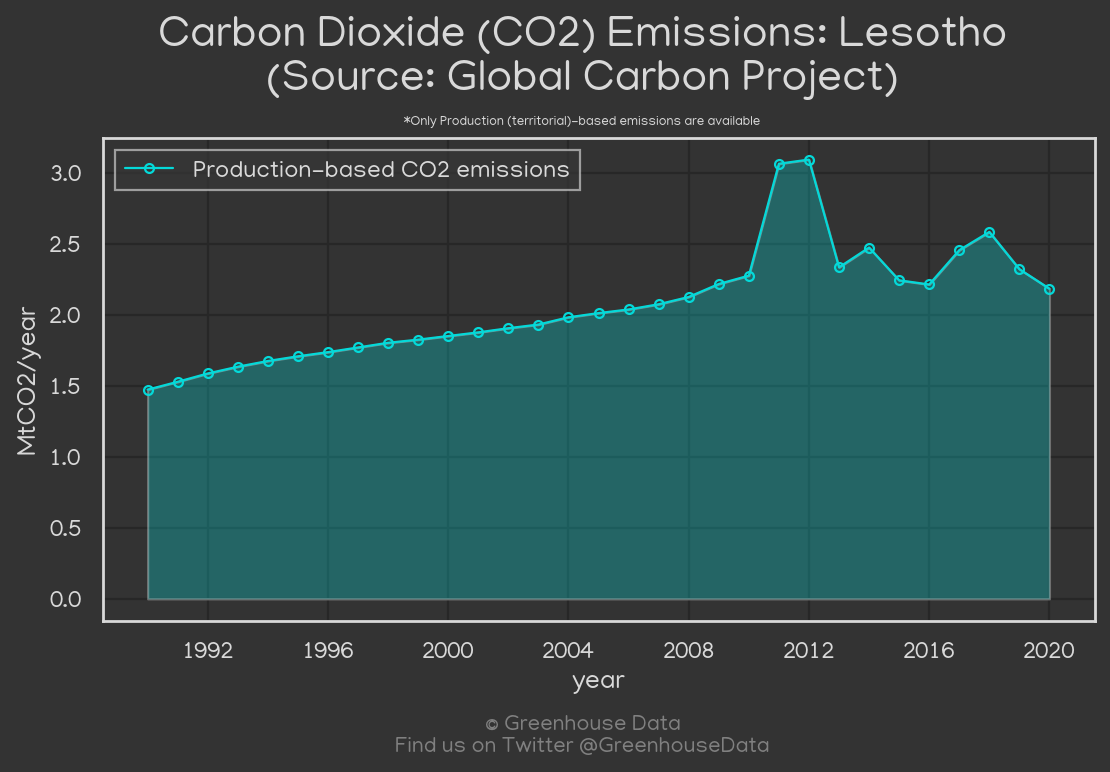 Carbon Dioxide (CO2) Emissions: Lesotho
(Source: Global Carbon Project)
*Only Production (territorial)-based emissions are available
Production-based CO2 emissions
MtCO2/year
3.0
2.5
2.0
1.5
1.0
0.5
0.0
1992 1996 2000 2004 2008 2012 2016 2020
year
© Greenhouse Data
Find us on Twitter @GreenhouseData